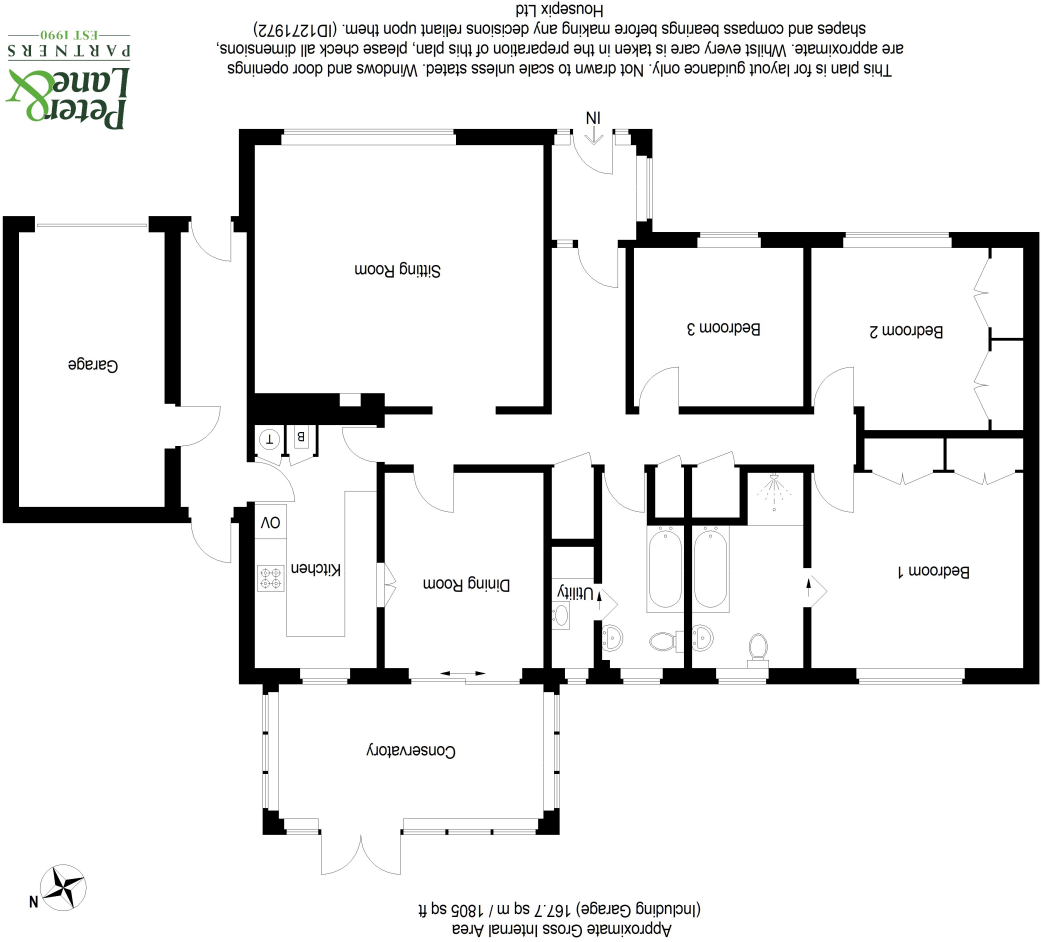 Approximate Gross Internal Area
(Including Garage) 167.7 sq m / 1805 sq ft
N
Conservatory
Bedroom 1
Utility
Dining Room
Kitchen
OV
B
T
Bedroom 2
Bedroom 3
Sitting Room
Garage
IN
This plan is for layout guidance only. Not drawn to scale unless stated. Windows and door openings
are approximate. Whilst every care is taken in the preparation of this plan, please check all dimensions,
shapes and compass bearings before making any decisions reliant upon them. (ID1271972)
Housepix Ltd
Peter
&
Lane
PARTNERS
EST 1990